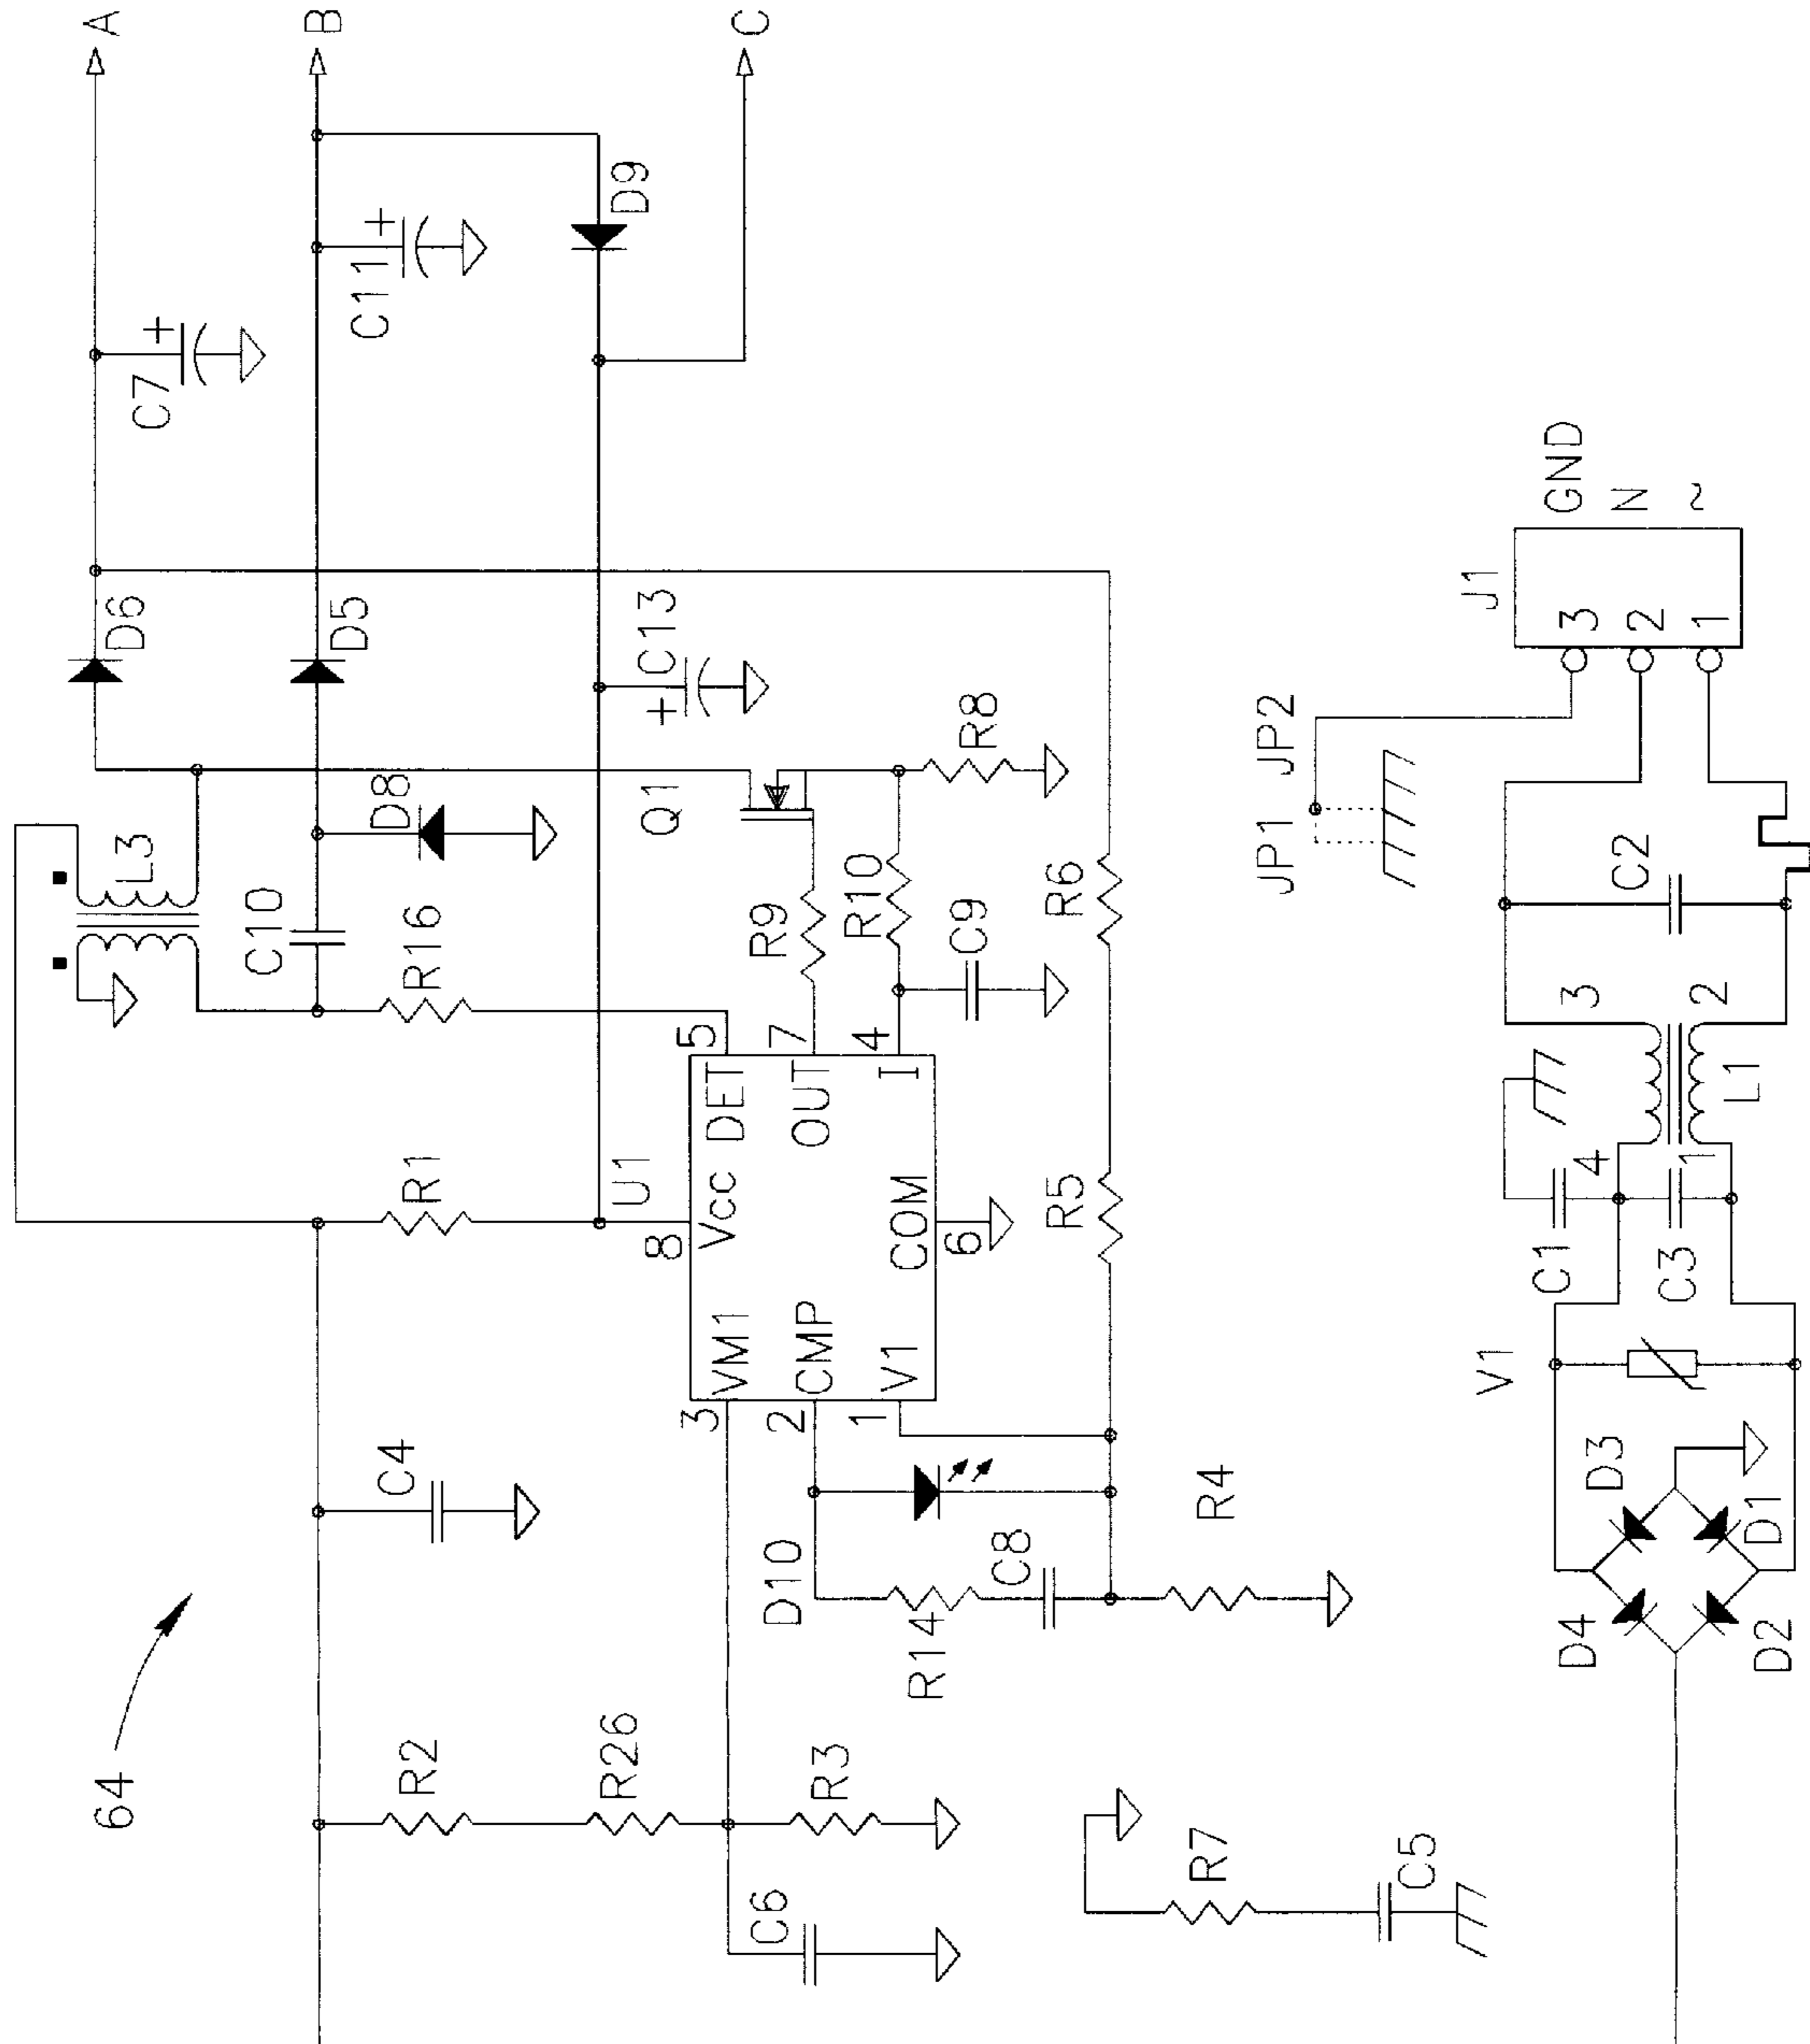 A
B
C
C7
C11
+
+
D9
D6
D5
C13
+
L3
D8
Q1
R8
C10
R16
R9
R10
C9
R6
R1
U1
5
7
4
8
Vcc
DET
OUT
I
VM1
CMP
V1
COM
6
3
2
1
R5
C4
D10
R14
C8
R4
64
R2
R26
R3
C6
R7
C5
GND
N
~
J1
3
2
1
JP1 JP2
C2
3
2
L1
4
1
C1
C3
V1
D3
D1
D4
D2